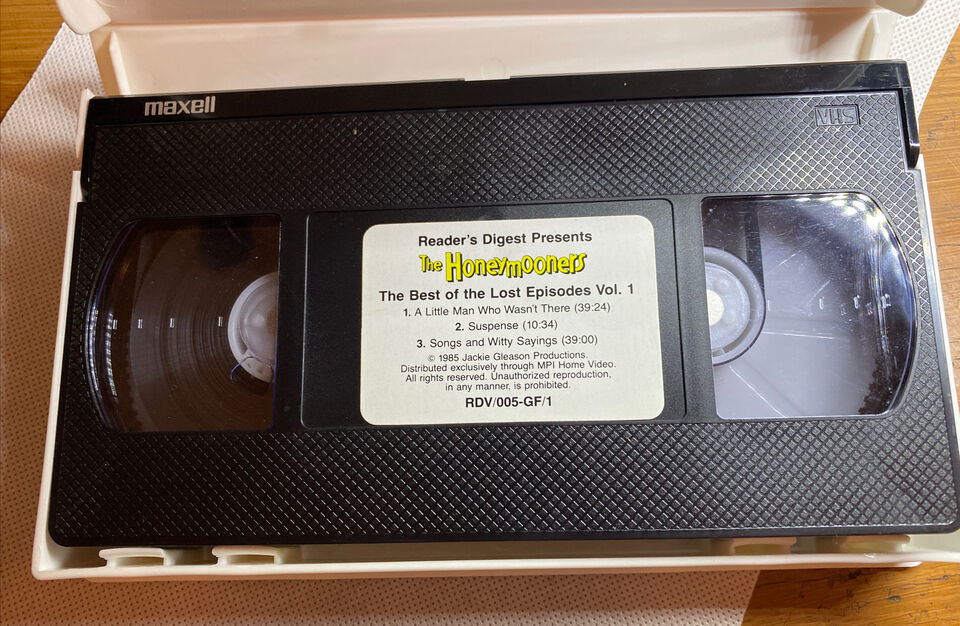 maxell
VHS
Reader's Digest Presents
The Honeymooners
The Best of the Lost Episodes Vol. 1
1. A Little Man Who Wasn't There (39:24)
2. Suspense (10:34)
3. Songs and Witty Sayings (39:00)
© 1985 Jackie Gleason Productions.
Distributed exclusively through MPI Home Video.
All rights reserved. Unauthorized reproduction,
in any manner, is prohibited.
RDV/005-GF/1